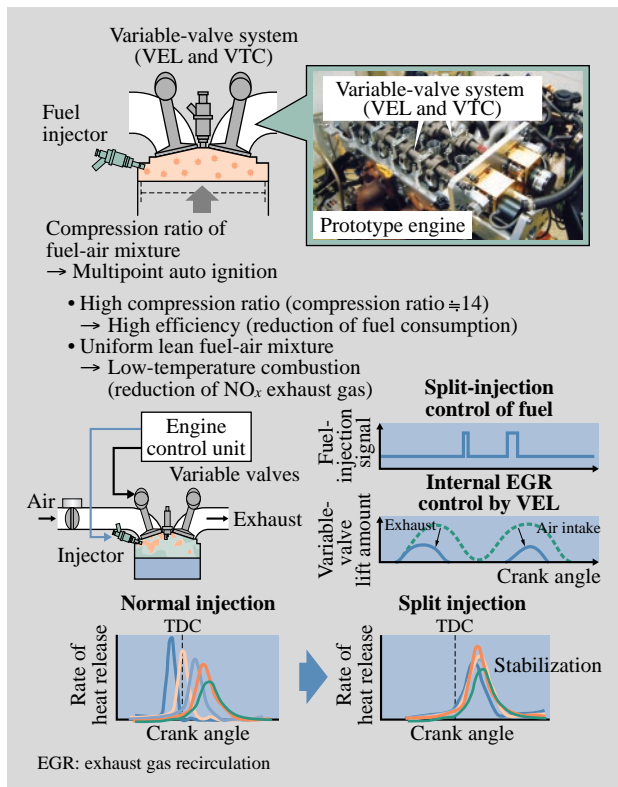 Variable-valve system
(VEL and VTC)
Fuel
injector
Variable-valve system
(VEL and VTC)
Prototype engine
Compression ratio of
fuel-air mixture
→ Multipoint auto ignition
• High compression ratio (compression ratio ≒14)
→ High efficiency (reduction of fuel consumption)
• Uniform lean fuel-air mixture
→ Low-temperature combustion
(reduction of NOx exhaust gas)
Engine
control unit
Variable valves
Air
Exhaust
Injector
Split-injection
control of fuel
Fuel-
injection
signal
Internal EGR
control by VEL
Variable-
valve
lift amount
Exhaust
Air intake
Crank angle
Normal injection
TDC
Rate of
heat release
Crank angle
Split injection
TDC
Rate of
heat release
Stabilization
Crank angle
EGR: exhaust gas recirculation